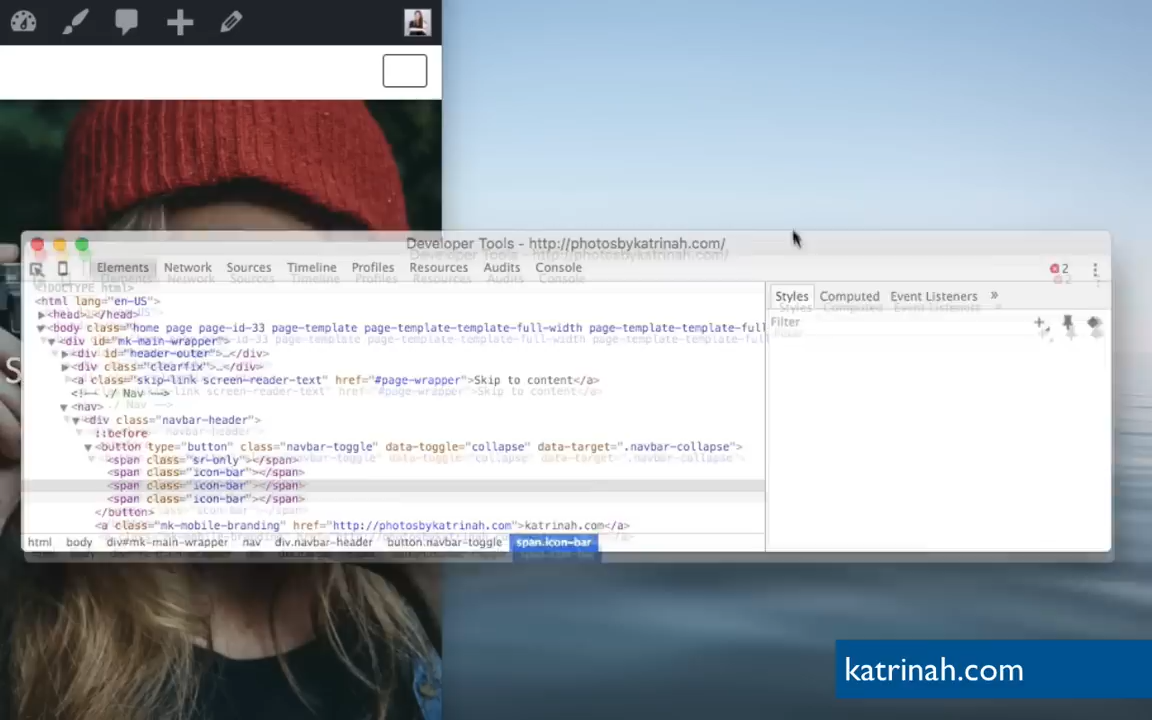 Developer Tools - http://photosbykatrinah.com/
Elements Network Sources Timeline Profiles Resources Audits Console 2
<!DOCTYPE html>
<html lang="en-US">
▶<head>…</head>
▼<body class="home page page-id-33 page-template page-template-template-full-width page-template-template-full
▼<div id="mk-main-wrapper">
▶<div id="header-outer">…</div>
▶<div class="clearfix">…</div>
<a class="skip-link screen-reader-text" href="#page-wrapper">Skip to content</a>
<!-- ./ Nav -->
▼<nav>
▼<div class="navbar-header">
::before
▼<button type="button" class="navbar-toggle" data-toggle="collapse" data-target=".navbar-collapse">
<span class="sr-only"></span>
<span class="icon-bar"></span>
<span class="icon-bar"></span>
<span class="icon-bar"></span>
</button>
<a class="mk-mobile-branding" href="http://photosbykatrinah.com">katrinah.com</a>
html body div#mk-main-wrapper nav div.navbar-header button.navbar-toggle span.icon-bar
Styles Computed Event Listeners »
Filter
S
katrinah.com